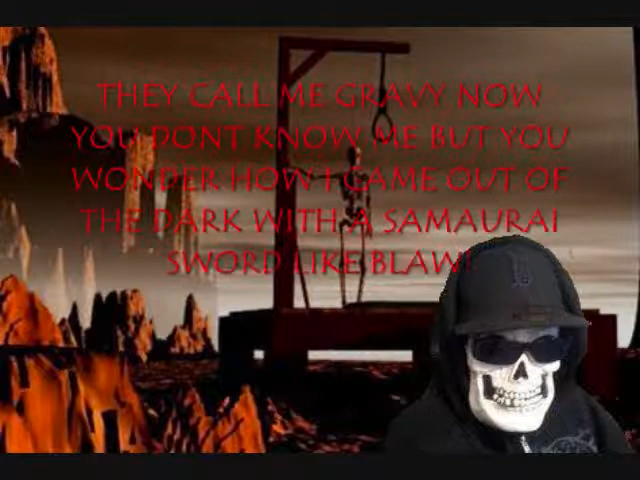 THEY CALL ME GRAVY NOW
YOU DONT KNOW ME BUT YOU
WONDER HOW I CAME OUT OF
THE DARK WITH A SAMAURAI
SWORD LIKE BLAW!
B